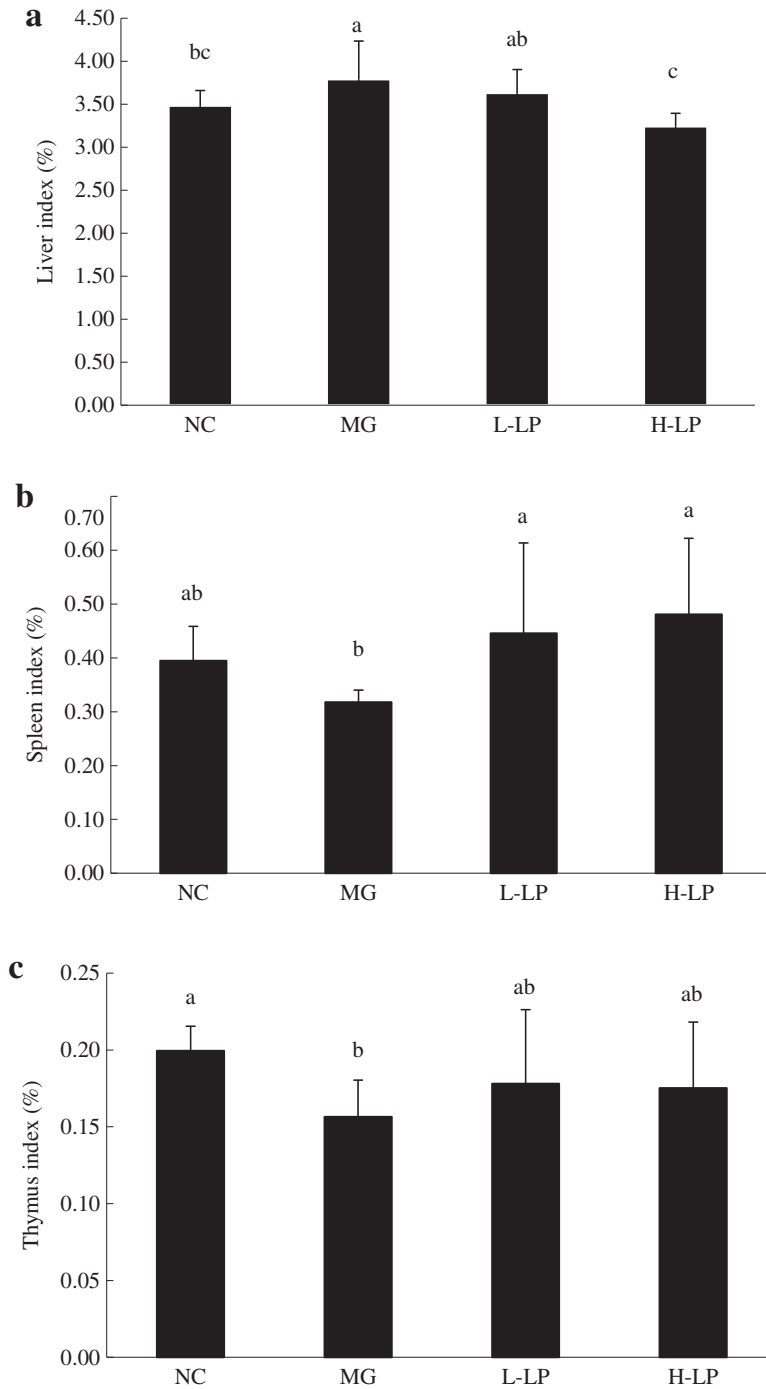 a
Liver index (%)
4.50
4.00
3.50
3.00
2.50
2.00
1.50
1.00
0.50
0.00
bc
a
ab
c
NC MG L-LP H-LP
b
Spleen index (%)
0.70
0.60
0.50
0.40
0.30
0.20
0.10
0.00
ab
b
a
a
NC MG L-LP H-LP
c
Thymus index (%)
0.25
0.20
0.15
0.10
0.05
0.00
a
b
ab
ab
NC MG L-LP H-LP